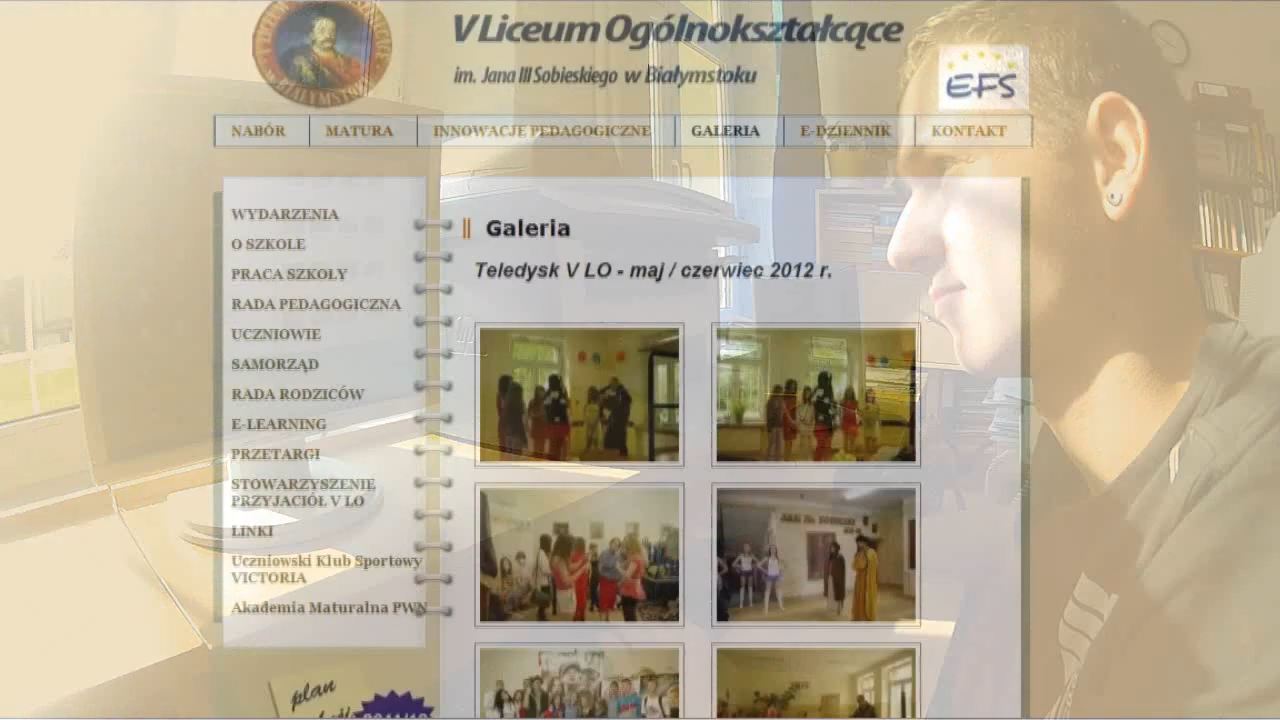 V Liceum Ogólnokształcące
im. Jana III Sobieskiego w Białymstoku
EFS
NABÓR MATURA INNOWACJE PEDAGOGICZNE GALERIA E-DZIENNIK KONTAKT
WYDARZENIA
O SZKOLE
PRACA SZKOŁY
RADA PEDAGOGICZNA
UCZNIOWIE
SAMORZĄD
RADA RODZICÓW
E-LEARNING
PRZETARGI
STOWARZYSZENIE
PRZYJACIÓŁ V LO
LINKI
Uczniowski Klub Sportowy
VICTORIA
Akademia Maturalna PWN
plan
Galeria
Teledysk V LO - maj / czerwiec 2012 r.